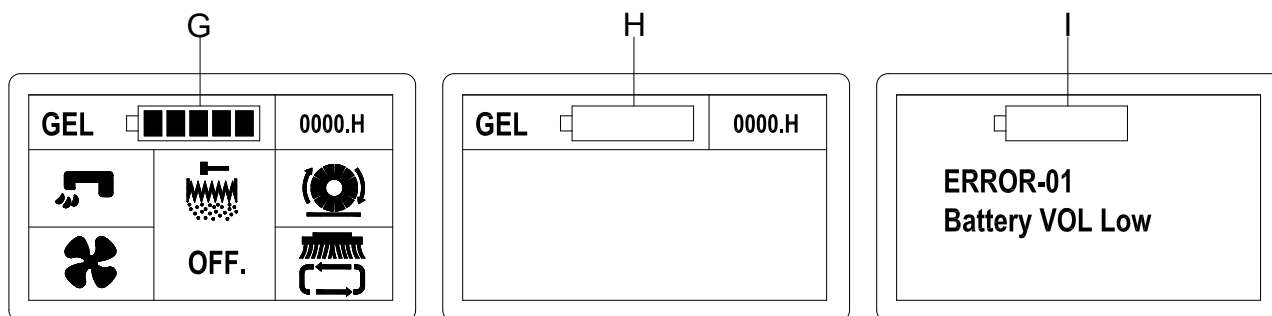 G
H
I
GEL
0000.H
OFF.
GEL
0000.H
ERROR-01
Battery VOL Low